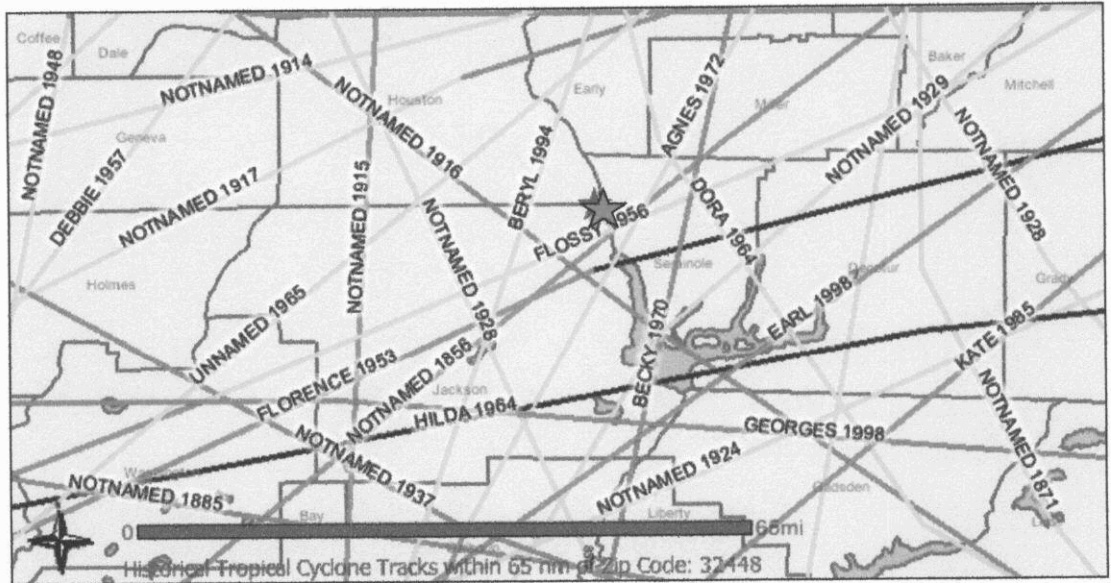 Coffee
Dale
Baker
NOTNAMED 1948
NOTNAMED 1914
AGNES 1972
Mitchell
NOTNAMED 1916
Houston
Early
Miller
NOTNAMED 1929
Geneva
NOTNAMED 1928
DEBBIE 1957
NOTNAMED 1917
NOTNAMED 1915
BERYL 1994
DORA 1964
NOTNAMED 1928
FLOSSY 1956
Holmes
Seminole
Decatur
Grady
UNNAMED 1965
EARL 1998
BECKY 1970
KATE 1985
FLORENCE 1953
NOTNAMED 1856
Jackson
HILDA 1964
GEORGES 1998
NOTNAMED 1871
NOTNAMED 1937
NOTNAMED 1924
NOTNAMED 1885
Gadsden
Bay
Liberty
0 65mi
Historical Tropical Cyclone Tracks within 65 nm of Zip Code: 32448